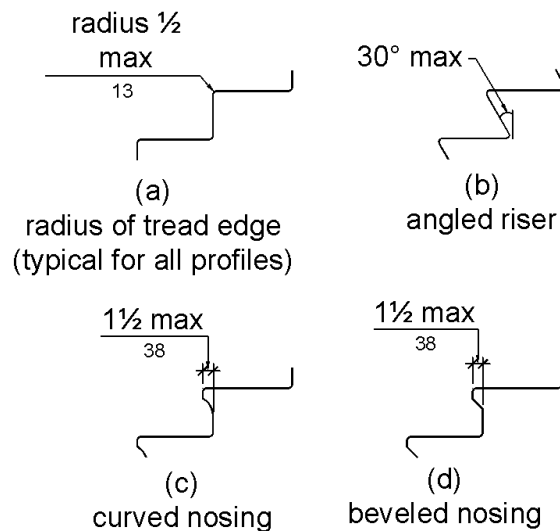 radius ½
max
13
(a)
radius of tread edge
(typical for all profiles)
30° max
(b)
angled riser
1½ max
38
(c)
curved nosing
1½ max
38
(d)
beveled nosing